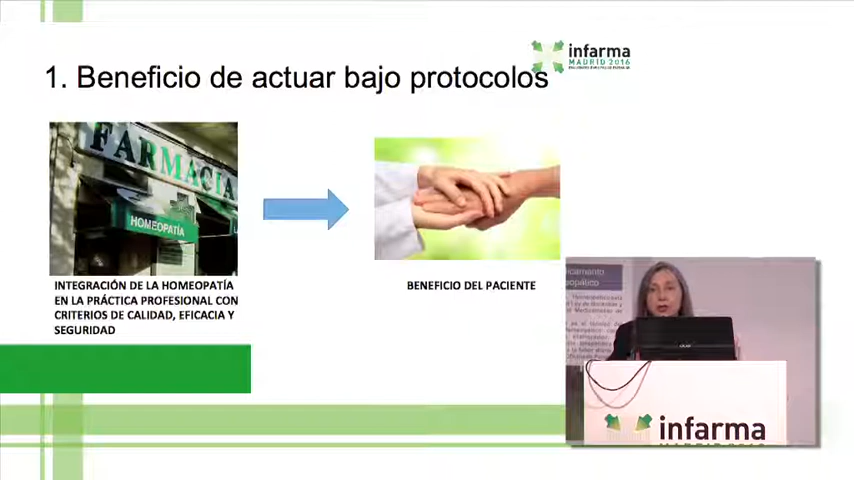 infarma
MADRID 2016
1. Beneficio de actuar bajo protocolos
FARMACIA
HOMEOPATÍA
INTEGRACIÓN DE LA HOMEOPATÍA
EN LA PRÁCTICA PROFESIONAL CON
CRITERIOS DE CALIDAD, EFICACIA Y
SEGURIDAD
BENEFICIO DEL PACIENTE
infarma